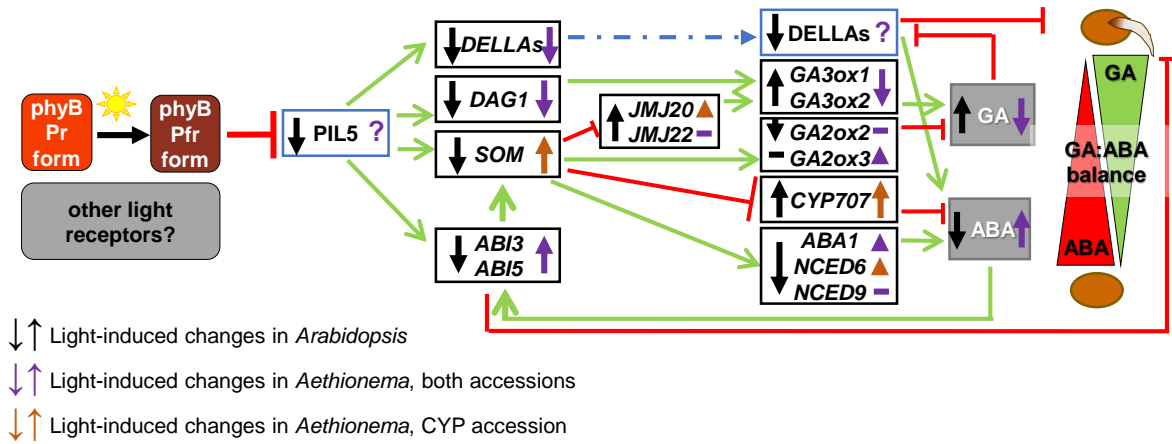 phyB
Pr
form
phyB
Pfr
form
other light
receptors?
PIL5 ?
DELLAs
DAG1
SOM
ABI3
ABI5
JMJ20
JMJ22
DELLAs ?
GA3ox1
GA3ox2
GA2ox2
GA2ox3
CYP707
ABA1
NCED6
NCED9
GA
ABA
GA
GA:ABA
balance
ABA
Light-induced changes in Arabidopsis
Light-induced changes in Aethionema, both accessions
Light-induced changes in Aethionema, CYP accession